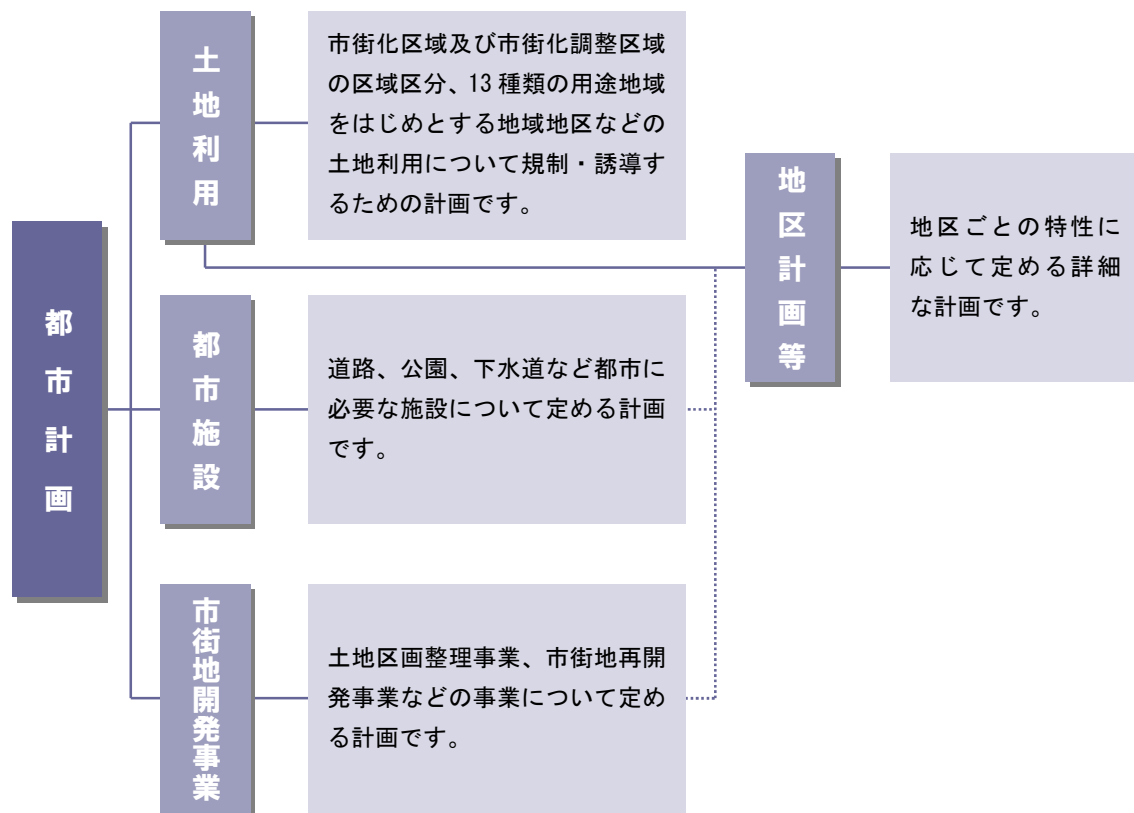 都市計画
土地利用
市街化区域及び市街化調整区域
の区域区分、13種類の用途地域
をはじめとする地域地区などの
土地利用について規制・誘導す
るための計画です。
都市施設
道路、公園、下水道など都市に
必要な施設について定める計画
です。
市街地開発事業
土地区画整理事業、市街地再開
発事業などの事業について定め
る計画です。
地区計画等
地区ごとの特性に
応じて定める詳細
な計画です。